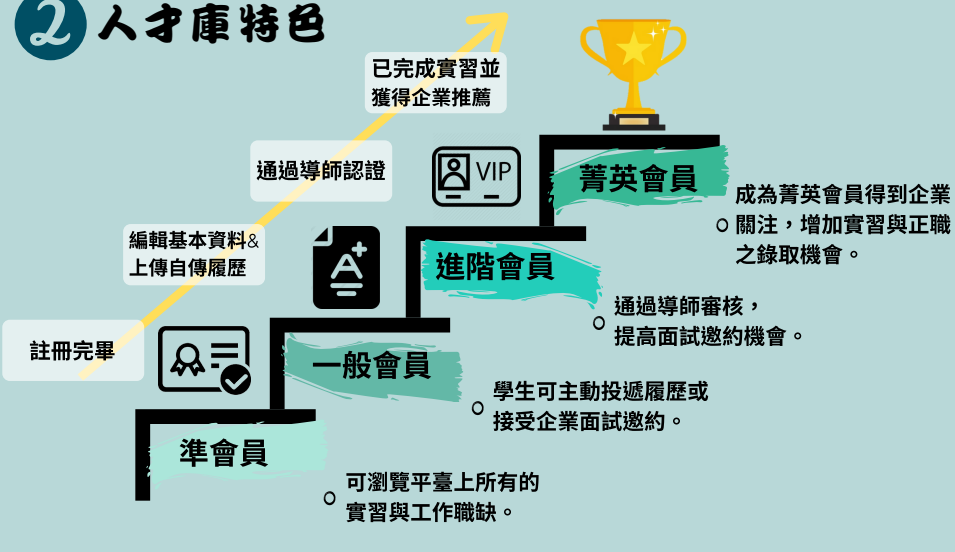 2 人才庫特色
已完成實習並
獲得企業推薦
通過導師認證
編輯基本資料&
上傳自傳履歷
註冊完畢
VIP
A+
菁英會員
成為菁英會員得到企業
關注，增加實習與正職
之錄取機會。
進階會員
通過導師審核，
提高面試邀約機會。
一般會員
學生可主動投遞履歷或
接受企業面試邀約。
準會員
可瀏覽平臺上所有的
實習與工作職缺。